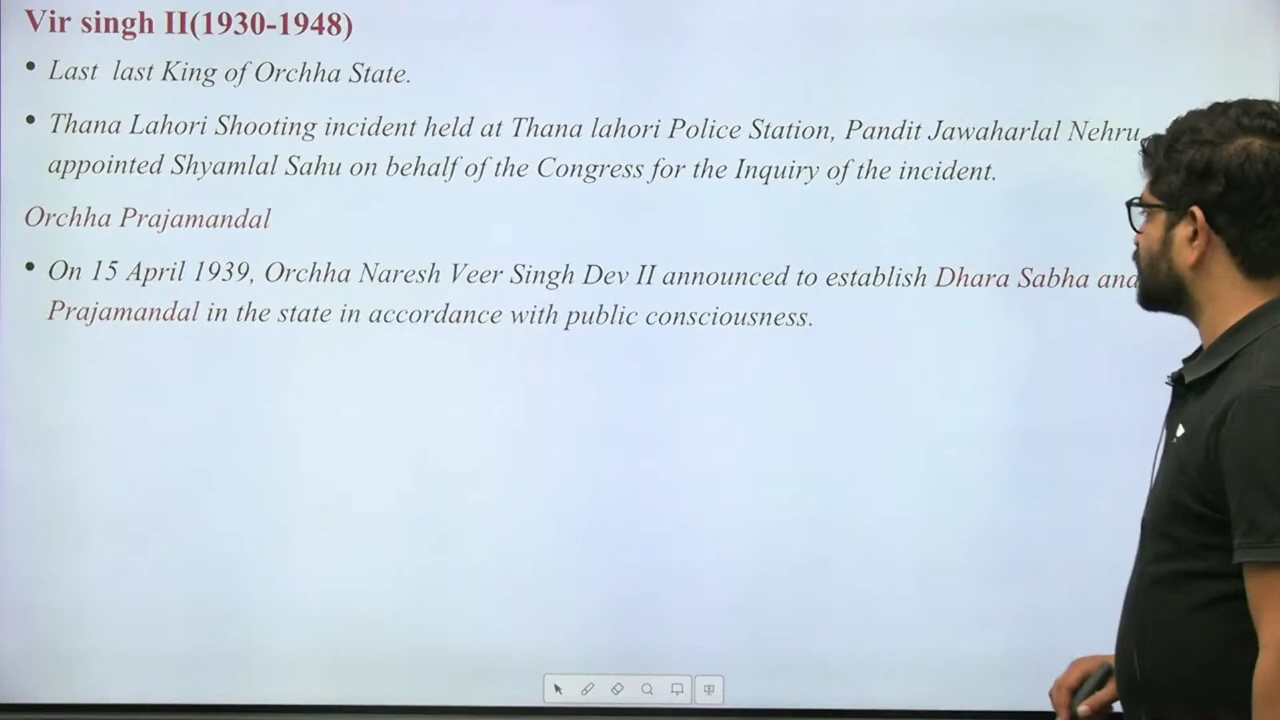 Vir singh II(1930-1948)
• Last last King of Orchha State.
• Thana Lahori Shooting incident held at Thana lahori Police Station, Pandit Jawaharlal Nehru
appointed Shyamlal Sahu on behalf of the Congress for the Inquiry of the incident.
Orchha Prajamandal
• On 15 April 1939, Orchha Naresh Veer Singh Dev II announced to establish Dhara Sabha and
Prajamandal in the state in accordance with public consciousness.